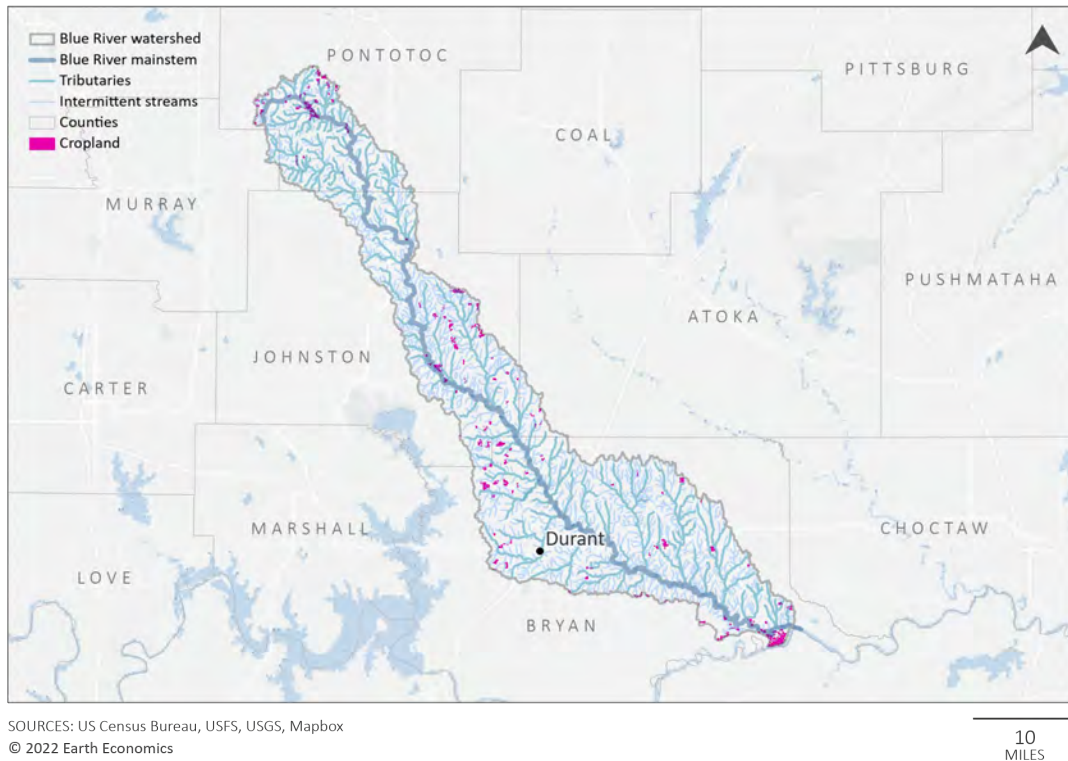 Blue River watershed
Blue River mainstem
Tributaries
Intermittent streams
Counties
Cropland
PONTOTOC
PITTSBURG
COAL
MURRAY
PUSHMATAHA
ATOKA
JOHNSTON
CARTER
MARSHALL
CHOCTAW
Durant
LOVE
BRYAN
SOURCES: US Census Bureau, USFS, USGS, Mapbox
© 2022 Earth Economics
10
MILES